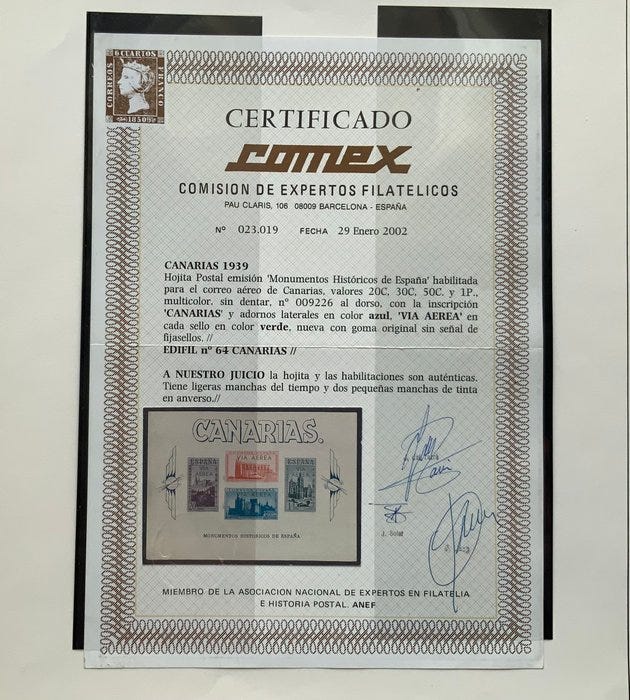 6 CUARTOS
CORREOS
FRANCO
1850
CERTIFICADO
comex
COMISION DE EXPERTOS FILATELICOS
PAU CLARIS, 106 08009 BARCELONA - ESPAÑA
Nº 023.019 FECHA 29 Enero 2002
CANARIAS 1939
Hojita Postal emisión 'Monumentos Históricos de España' habilitada
para el correo aéreo de Canarias, valores 20C, 30C, 50C. y 1P.,
multicolor. sin dentar, nº 009226 al dorso, con la inscripción
'CANARIAS' y adornos laterales en color azul, 'VIA AEREA' en
cada sello en color verde, nueva con goma original sin señal de
fijasellos. //
EDIFIL nº 64 CANARIAS //
A NUESTRO JUICIO la hojita y las habilitaciones son auténticas.
Tiene ligeras manchas del tiempo y dos pequeñas manchas de tinta
en anverso.//
CANARIAS.
ESPAÑA
VIA AEREA
VIA AEREA
ESPAÑA
MONUMENTOS HISTORICOS DE ESPAÑA
J. Soler
MIEMBRO DE LA ASOCIACION NACIONAL DE EXPERTOS EN FILATELIA
E HISTORIA POSTAL. ANEF